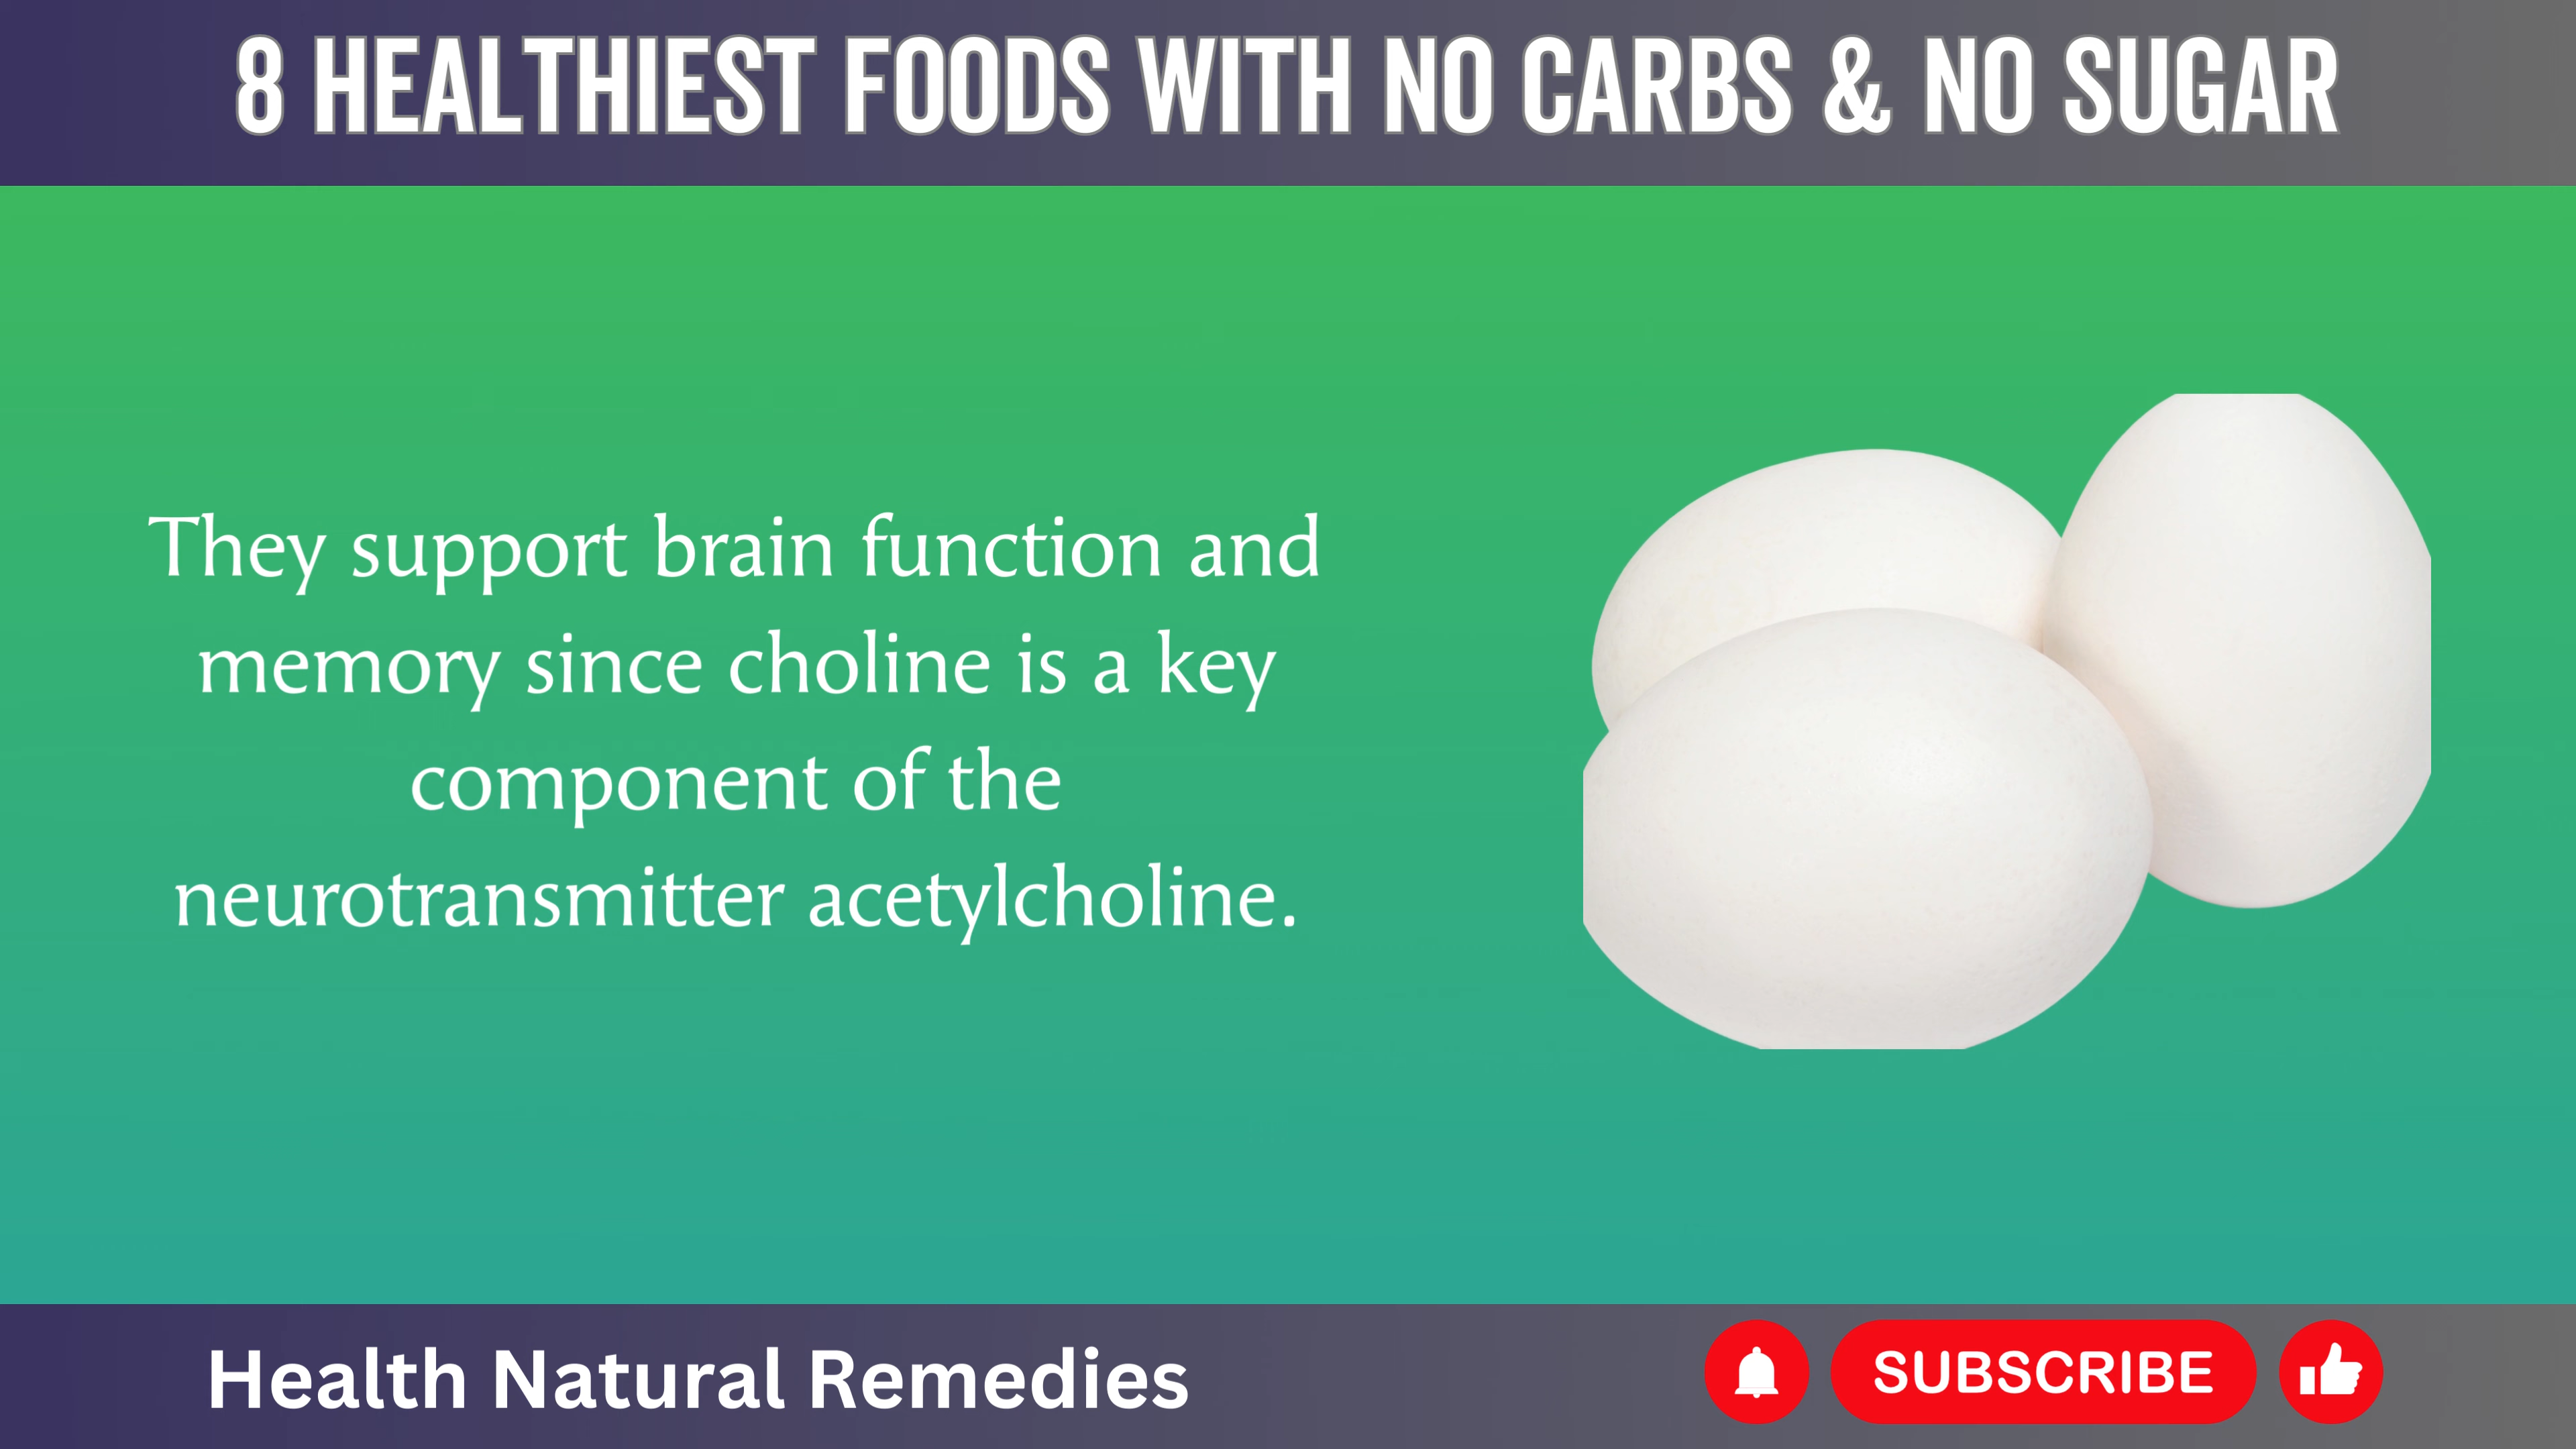 8 HEALTHIEST FOODS WITH NO CARBS & NO SUGAR
They support brain function and
memory since choline is a key
component of the
neurotransmitter acetylcholine.
Health Natural Remedies
SUBSCRIBE